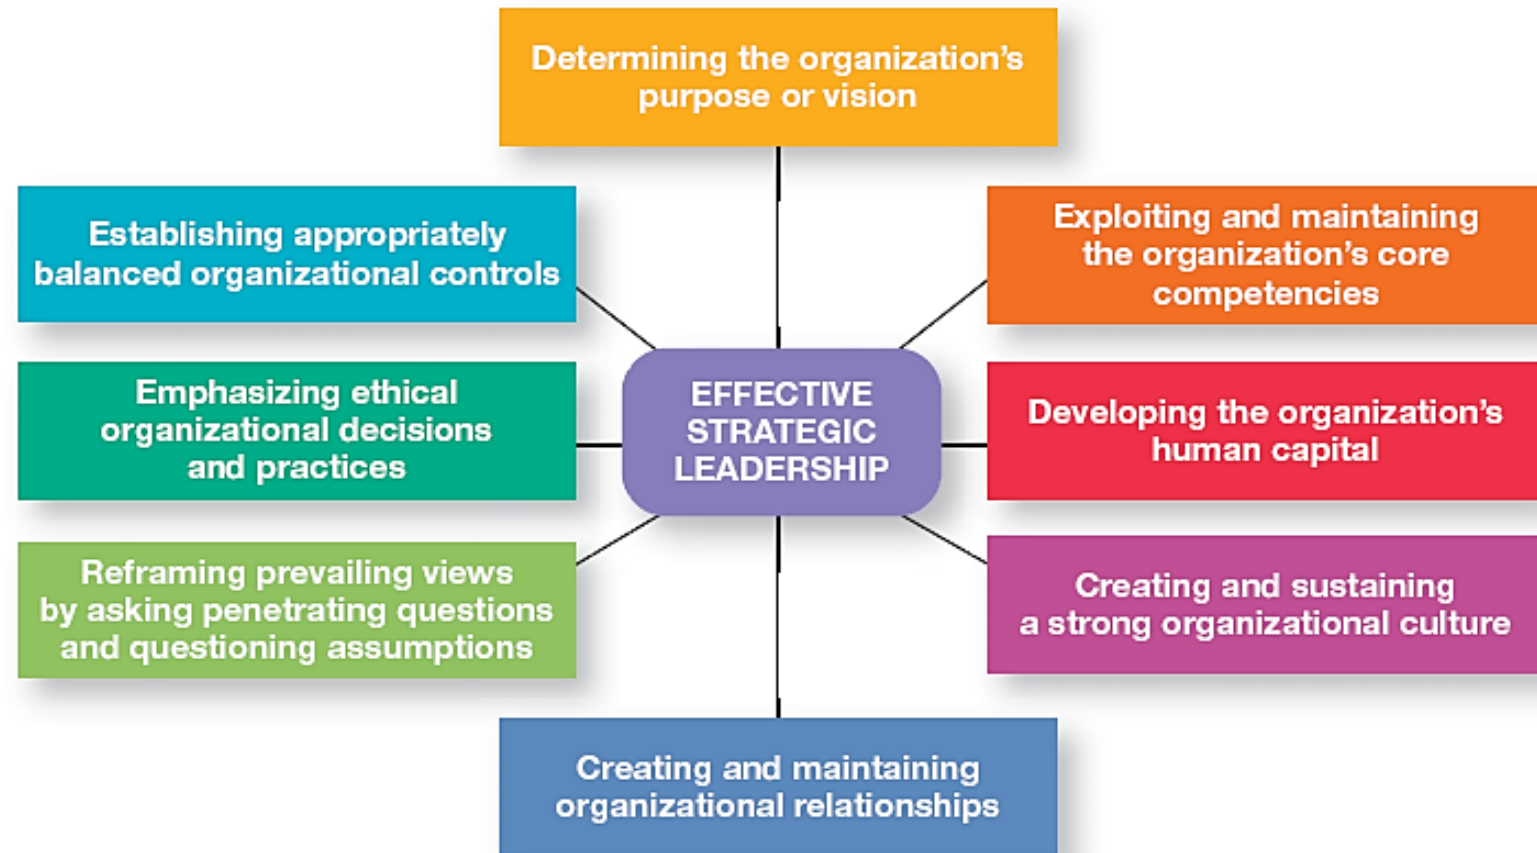 Determining the organization's
purpose or vision
Establishing appropriately
balanced organizational controls
Exploiting and maintaining
the organization's core
competencies
Emphasizing ethical
organizational decisions
and practices
EFFECTIVE
STRATEGIC
LEADERSHIP
Developing the organization's
human capital
Reframing prevailing views
by asking penetrating questions
and questioning assumptions
Creating and sustaining
a strong organizational culture
Creating and maintaining
organizational relationships